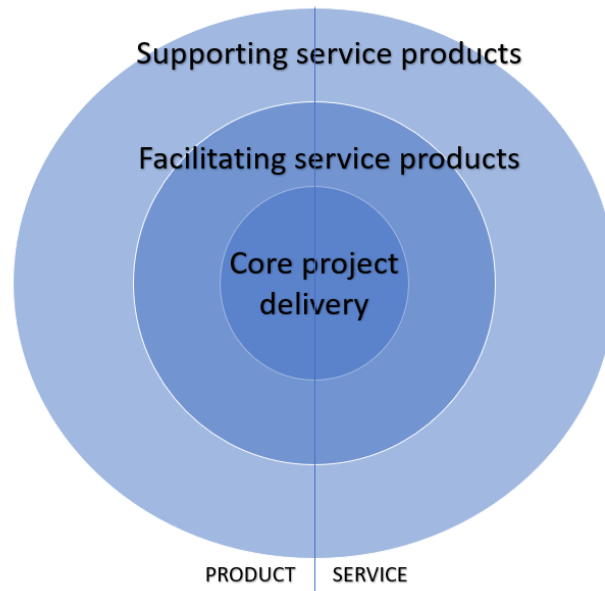 Supporting service products
Facilitating service products
Core project
delivery
PRODUCT SERVICE